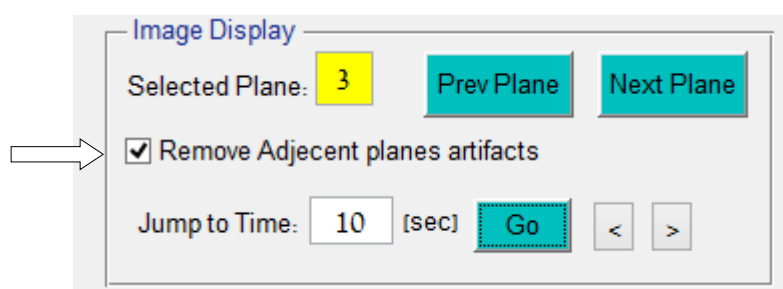 Image Display
Selected Plane: 3 Prev Plane Next Plane
Remove Adjecent planes artifacts
Jump to Time: 10 [sec] Go < >